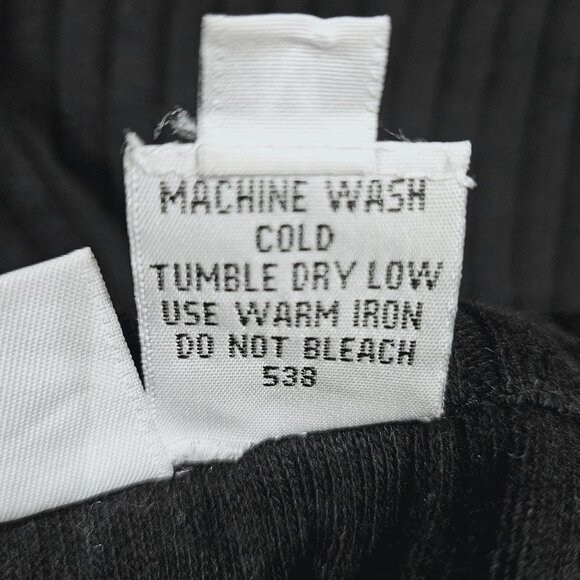 MACHINE WASH
COLD
TUMBLE DRY LOW
USE WARM IRON
DO NOT BLEACH
538